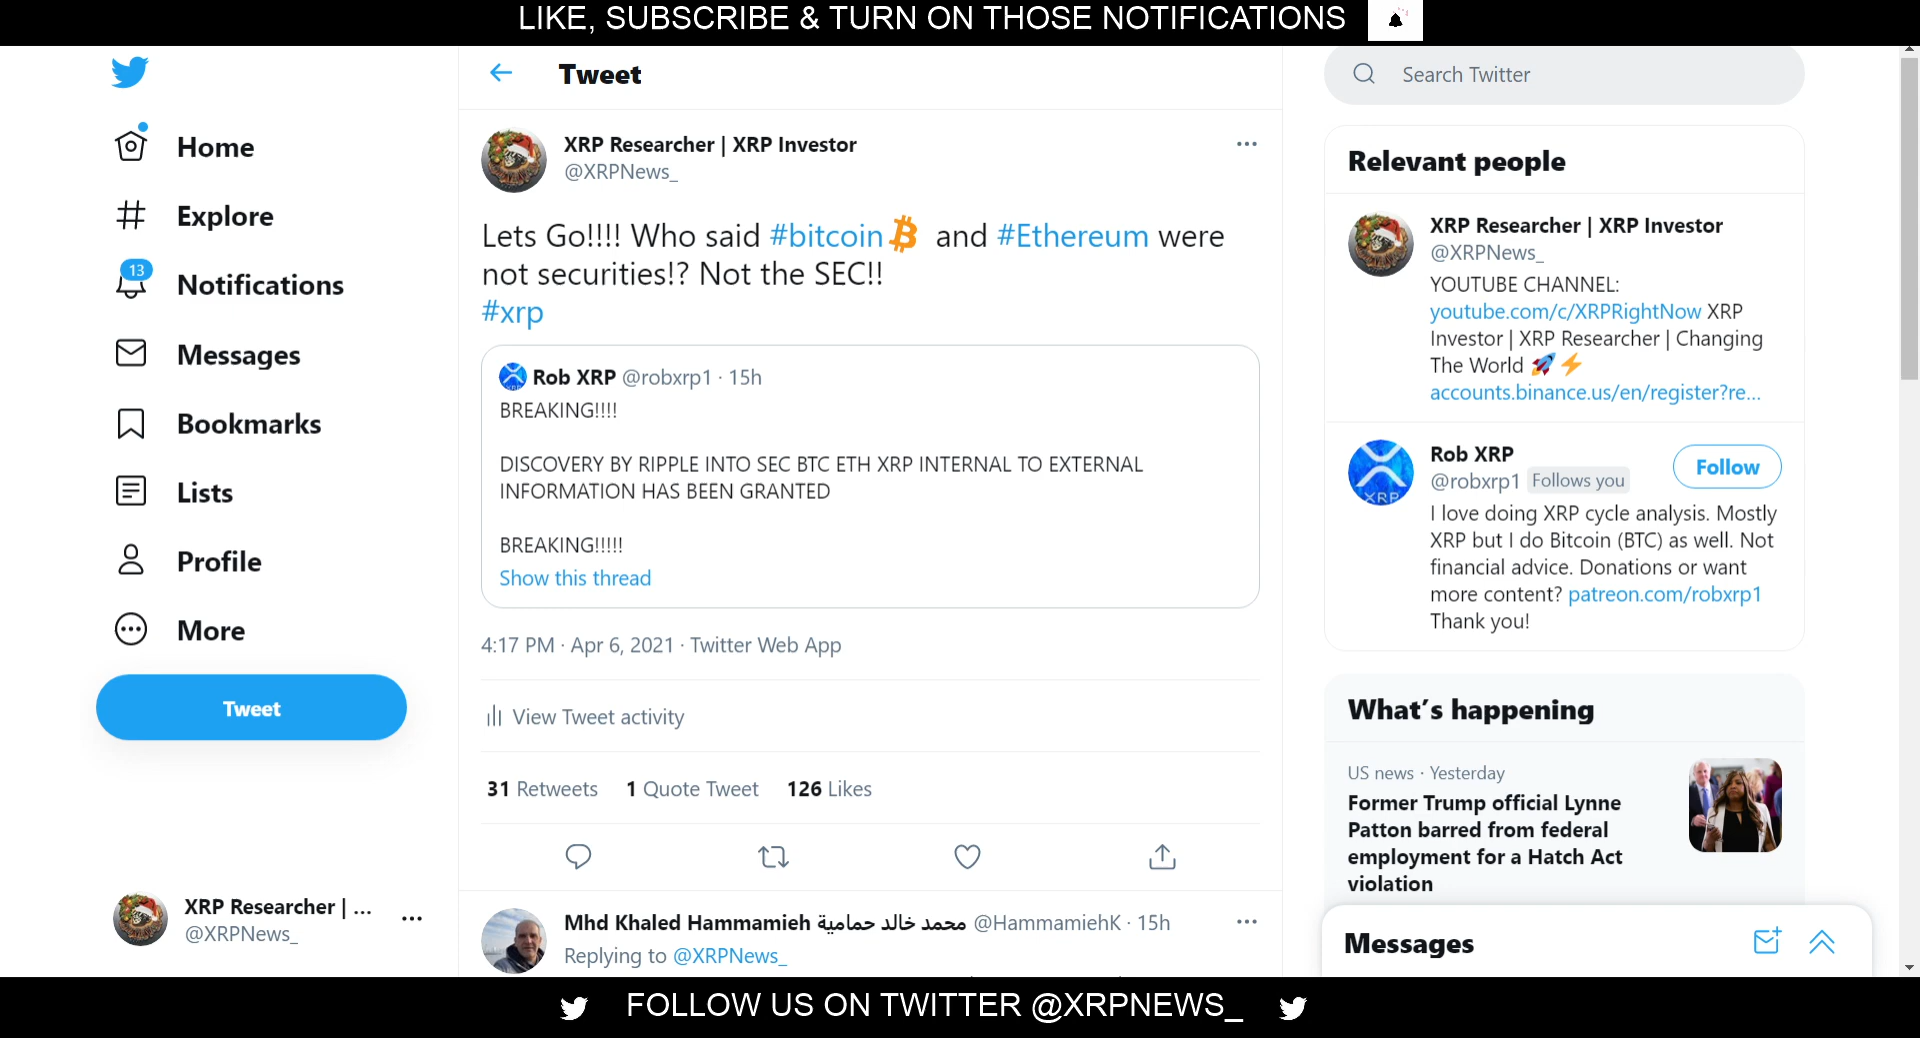 LIKE, SUBSCRIBE & TURN ON THOSE NOTIFICATIONS
Home
Explore
13
Notifications
Messages
Bookmarks
Lists
Profile
More
Tweet
XRP Researcher | ...
@XRPNews_
Tweet
XRP Researcher | XRP Investor
@XRPNews_
Lets Go!!!! Who said #bitcoin and #Ethereum were
not securities!? Not the SEC!!
#xrp
Rob XRP @robxrp1 · 15h
BREAKING!!!!
DISCOVERY BY RIPPLE INTO SEC BTC ETH XRP INTERNAL TO EXTERNAL
INFORMATION HAS BEEN GRANTED
BREAKING!!!!!
Show this thread
4:17 PM · Apr 6, 2021 · Twitter Web App
View Tweet activity
31 Retweets 1 Quote Tweet 126 Likes
Mhd Khaled Hammamieh محمد خالد حمامية @HammamiehK · 15h
Replying to @XRPNews_
Search Twitter
Relevant people
XRP Researcher | XRP Investor
@XRPNews_
YOUTUBE CHANNEL:
youtube.com/c/XRPRightNow XRP
Investor | XRP Researcher | Changing
The World 🚀⚡
accounts.binance.us/en/register?re...
Rob XRP
@robxrp1 Follows you
Follow
XRP
I love doing XRP cycle analysis. Mostly
XRP but I do Bitcoin (BTC) as well. Not
financial advice. Donations or want
more content? patreon.com/robxrp1
Thank you!
What's happening
US news · Yesterday
Former Trump official Lynne
Patton barred from federal
employment for a Hatch Act
violation
Messages
FOLLOW US ON TWITTER @XRPNEWS_